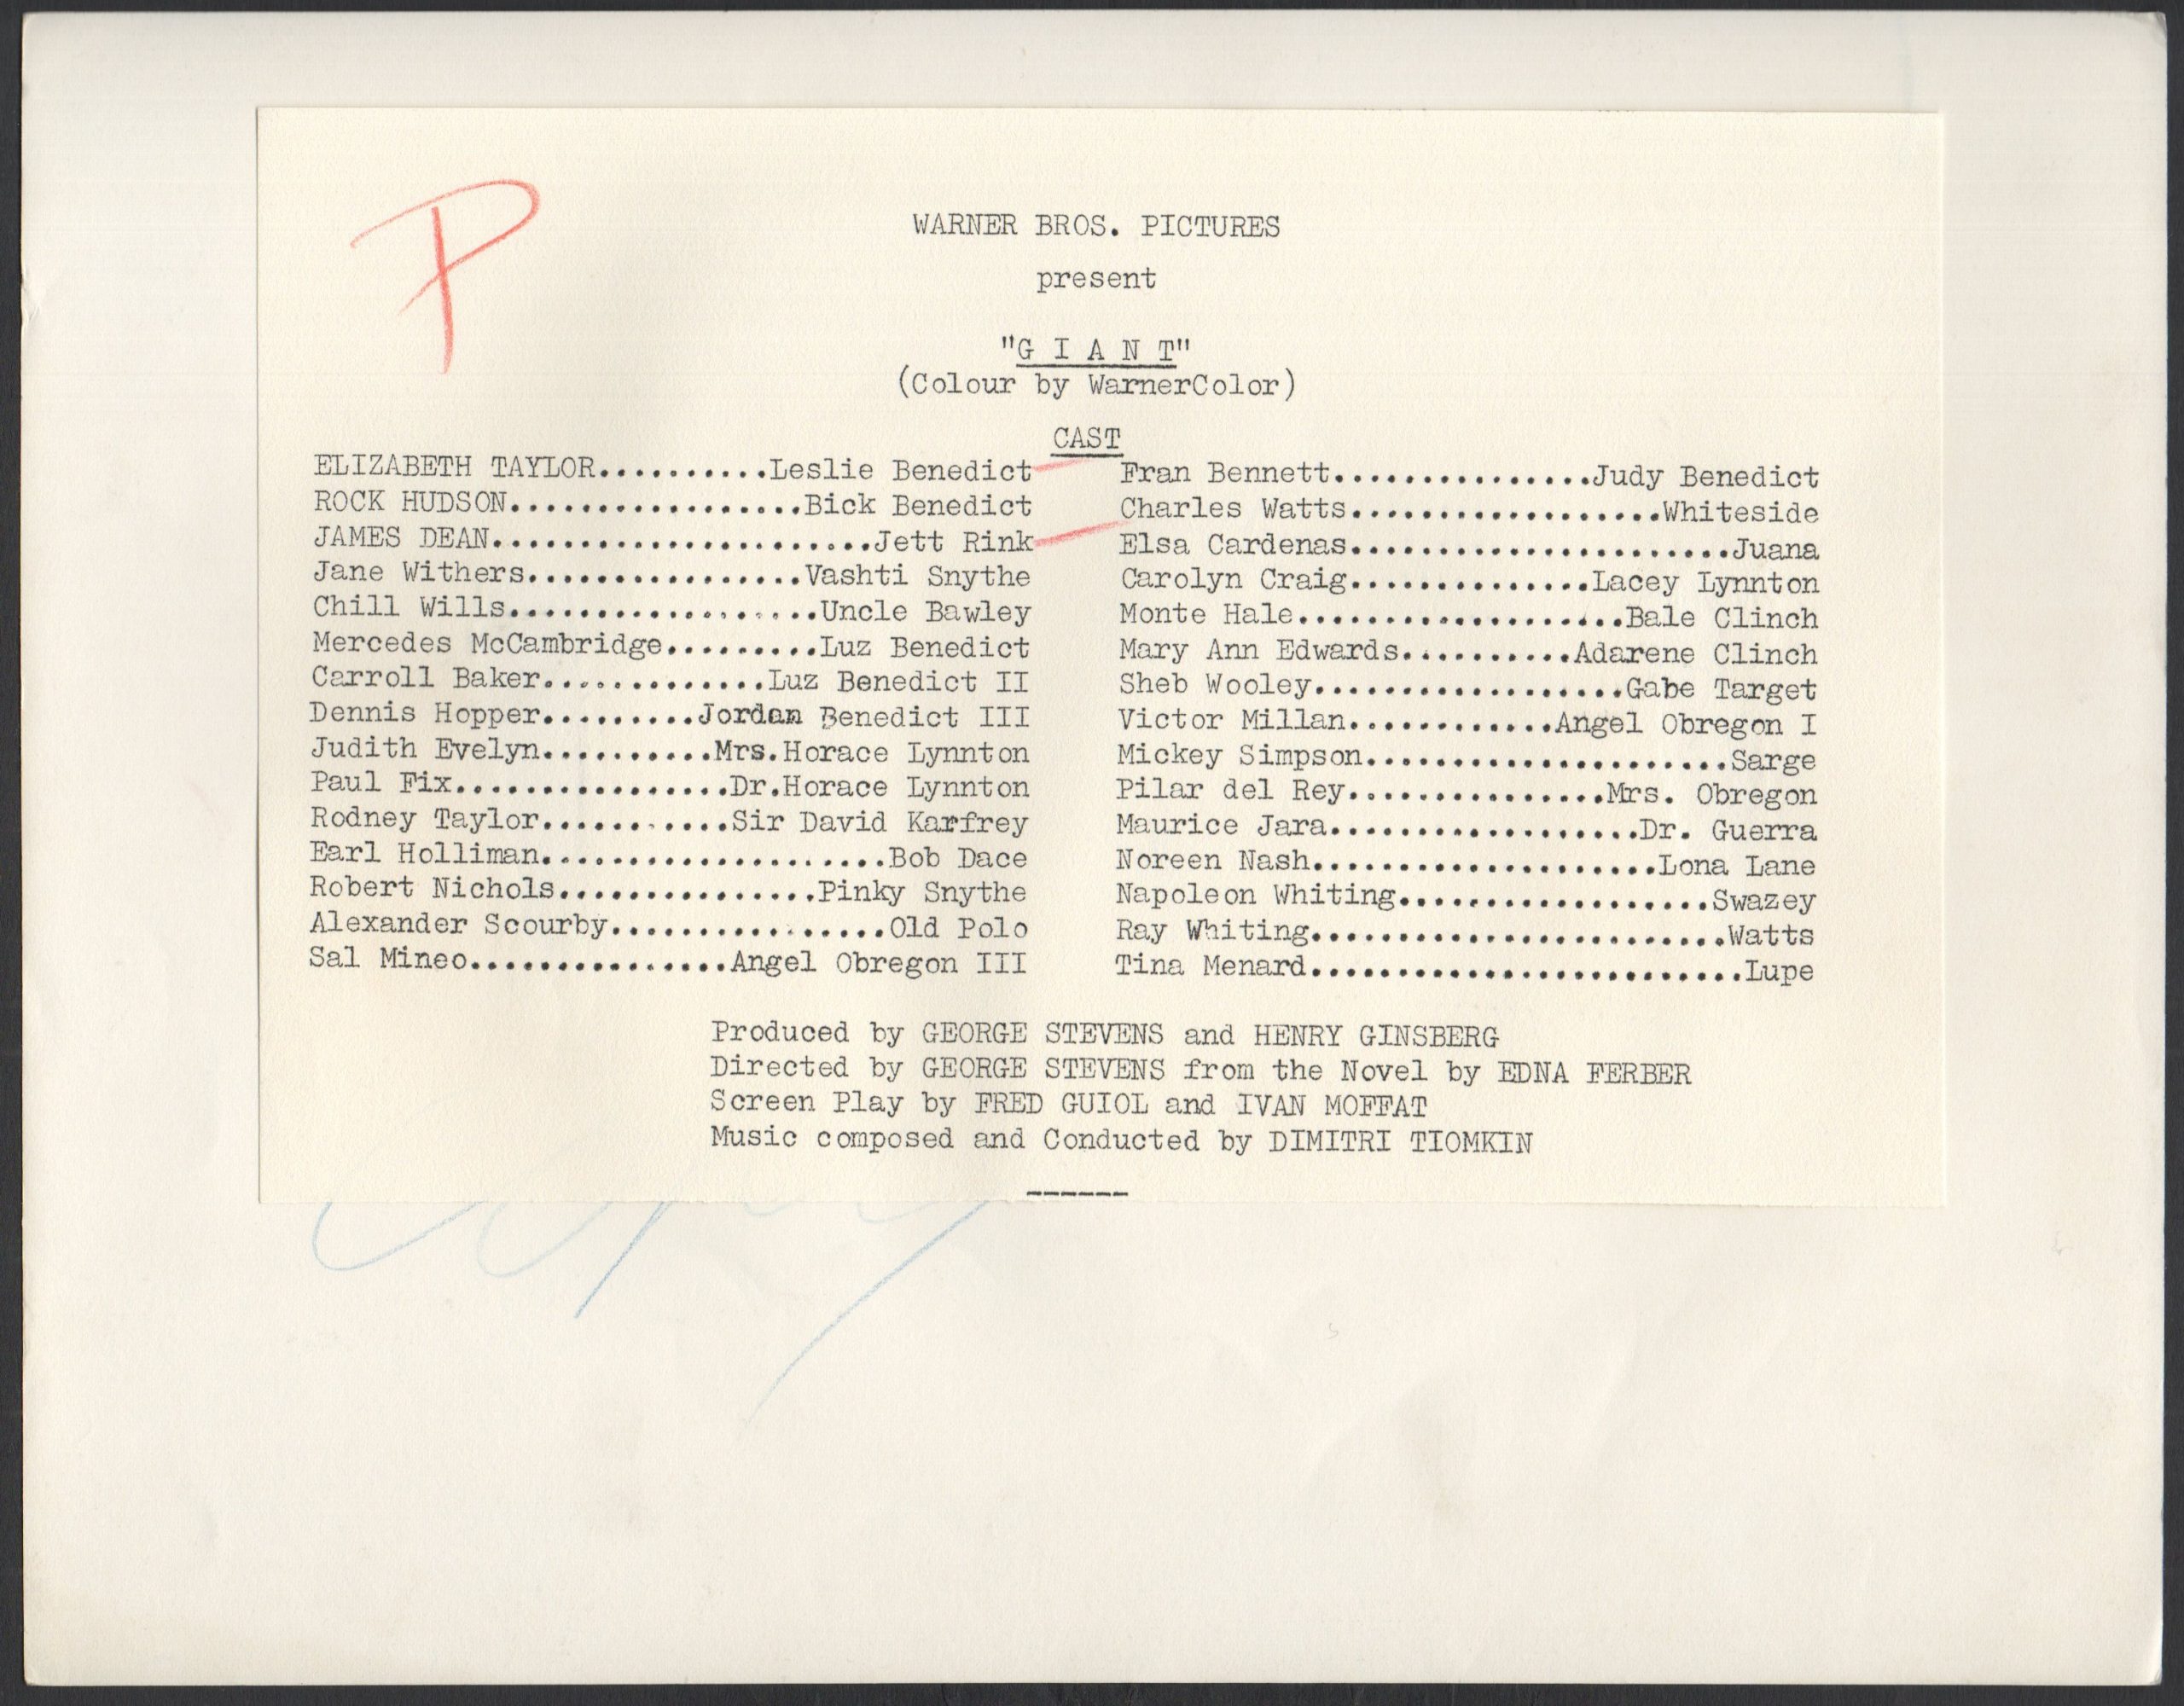 P
WARNER BROS. PICTURES
present
"G I A N T"
(Colour by WarnerColor)
CAST
ELIZABETH TAYLOR..........Leslie Benedict
ROCK HUDSON.................Bick Benedict
JAMES DEAN......................Jett Rink
Jane Withers................Vashti Snythe
Chill Wills..................Uncle Bawley
Mercedes McCambridge.........Luz Benedict
Carroll Baker.............Luz Benedict II
Dennis Hopper.........Jordan Benedict III
Judith Evelyn..........Mrs.Horace Lynnton
Paul Fix................Dr.Horace Lynnton
Rodney Taylor...........Sir David Karfrey
Earl Holliman....................Bob Dace
Robert Nichols...............Pinky Snythe
Alexander Scourby................Old Polo
Sal Mineo...............Angel Obregon III
Fran Bennett...............Judy Benedict
Charles Watts..................Whiteside
Elsa Cardenas......................Juana
Carolyn Craig..............Lacey Lynnton
Monte Hale...................Bale Clinch
Mary Ann Edwards..........Adarene Clinch
Sheb Wooley..................Gabe Target
Victor Millan............Angel Obregon I
Mickey Simpson.....................Sarge
Pilar del Rey...............Mrs. Obregon
Maurice Jara..................Dr. Guerra
Noreen Nash....................Lona Lane
Napoleon Whiting..................Swazey
Ray Whiting........................Watts
Tina Menard.........................Lupe
Produced by GEORGE STEVENS and HENRY GINSBERG
Directed by GEORGE STEVENS from the Novel by EDNA FERBER
Screen Play by FRED GUIOL and IVAN MOFFAT
Music composed and Conducted by DIMITRI TIOMKIN
------